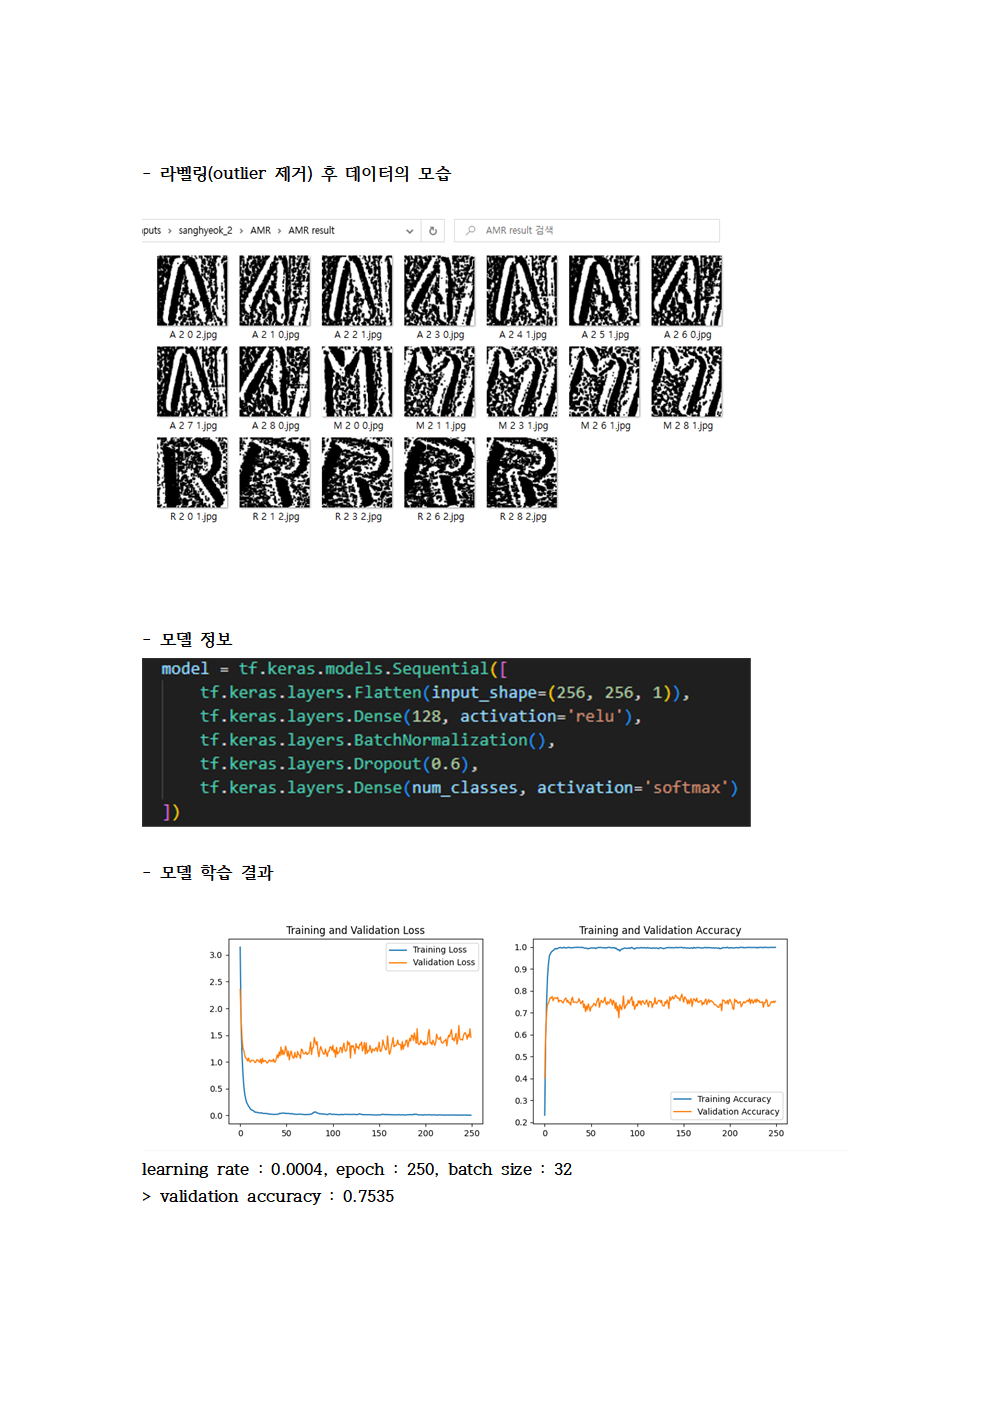 - 라벨링(outlier 제거) 후 데이터의 모습
nputs > sanghyeok_2 > AMR > AMR result
AMR result 검색
A 2 0 2.jpg A 2 1 0.jpg A 2 2 1.jpg A 2 3 0.jpg A 2 4 1.jpg A 2 5 1.jpg A 2 6 0.jpg
A 2 7 1.jpg A 2 8 0.jpg M 2 0 0.jpg M 2 1 1.jpg M 2 3 1.jpg M 2 6 1.jpg M 2 8 1.jpg
R 2 0 1.jpg R 2 1 2.jpg R 2 3 2.jpg R 2 6 2.jpg R 2 8 2.jpg
- 모델 정보
model = tf.keras.models.Sequential([
tf.keras.layers.Flatten(input_shape=(256, 256, 1)),
tf.keras.layers.Dense(128, activation='relu'),
tf.keras.layers.BatchNormalization(),
tf.keras.layers.Dropout(0.6),
tf.keras.layers.Dense(num_classes, activation='softmax')
])
- 모델 학습 결과
Training and Validation Loss
Training Loss
Validation Loss
3.0
2.5
2.0
1.5
1.0
0.5
0.0
0 50 100 150 200 250
Training and Validation Accuracy
1.0
0.9
0.8
0.7
0.6
0.5
0.4
0.3
0.2
Training Accuracy
Validation Accuracy
0 50 100 150 200 250
learning rate : 0.0004, epoch : 250, batch size : 32
> validation accuracy : 0.7535